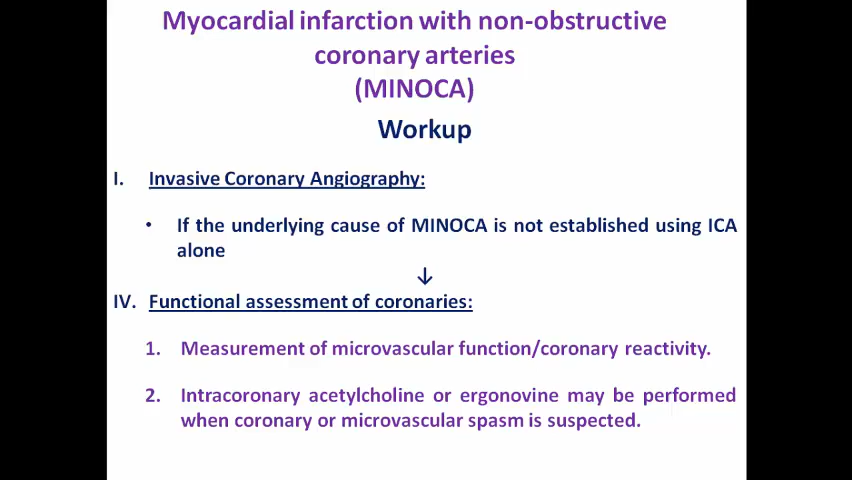 Myocardial infarction with non-obstructive
coronary arteries
(MINOCA)
Workup
I. Invasive Coronary Angiography:
• If the underlying cause of MINOCA is not established using ICA
alone
↓
IV. Functional assessment of coronaries:
1. Measurement of microvascular function/coronary reactivity.
2. Intracoronary acetylcholine or ergonovine may be performed
when coronary or microvascular spasm is suspected.